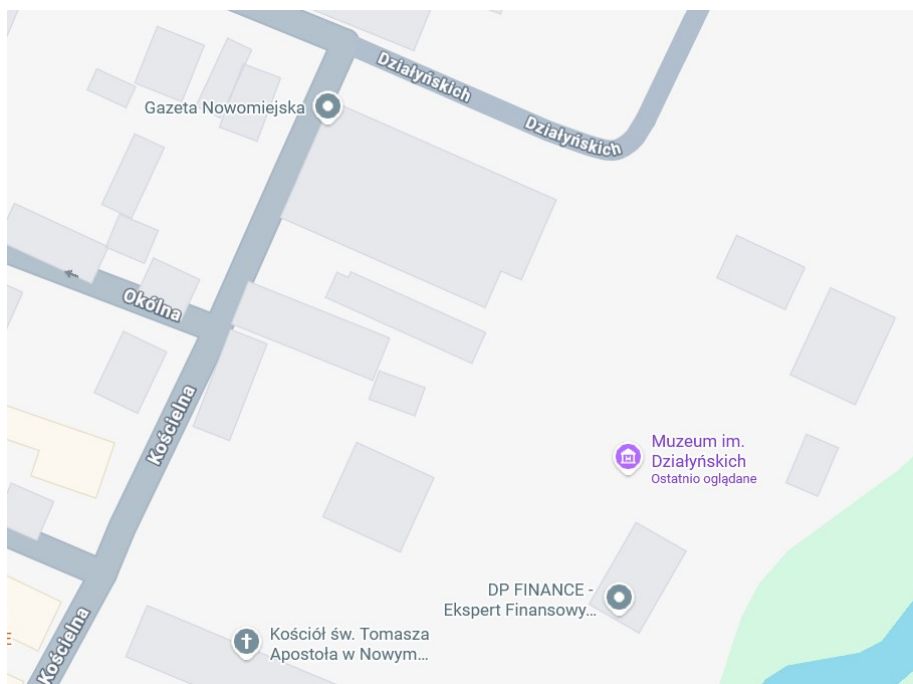 Działyńskich
Gazeta Nowomiejska
Działyńskich
Okólna
Kościelna
Muzeum im.
Działyńskich
Ostatnio oglądane
DP FINANCE -
Ekspert Finansowy...
Kościół św. Tomasza
Apostoła w Nowym...
E
Kościelna